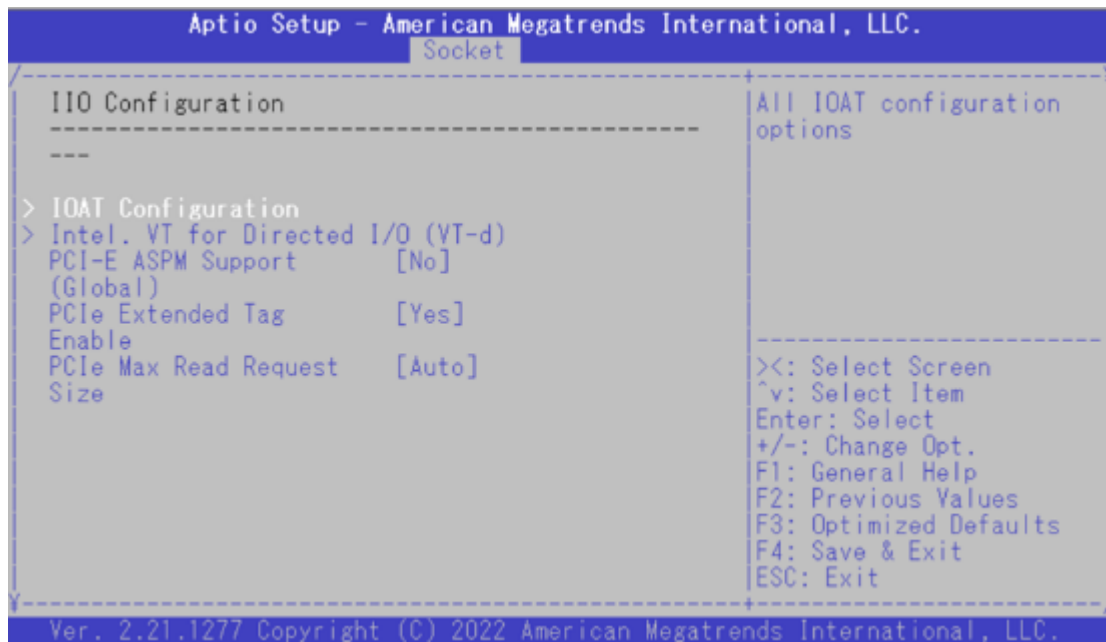 Aptio Setup - American Megatrends International, LLC.
Socket
IIO Configuration
---
IOAT Configuration
Intel. VT for Directed I/O (VT-d)
PCI-E ASPM Support [No]
(Global)
PCIe Extended Tag [Yes]
Enable
PCIe Max Read Request [Auto]
Size
All IOAT configuration
options
><: Select Screen
^v: Select Item
Enter: Select
+/-: Change Opt.
F1: General Help
F2: Previous Values
F3: Optimized Defaults
F4: Save & Exit
ESC: Exit
Ver. 2.21.1277 Copyright (C) 2022 American Megatrends International, LLC.